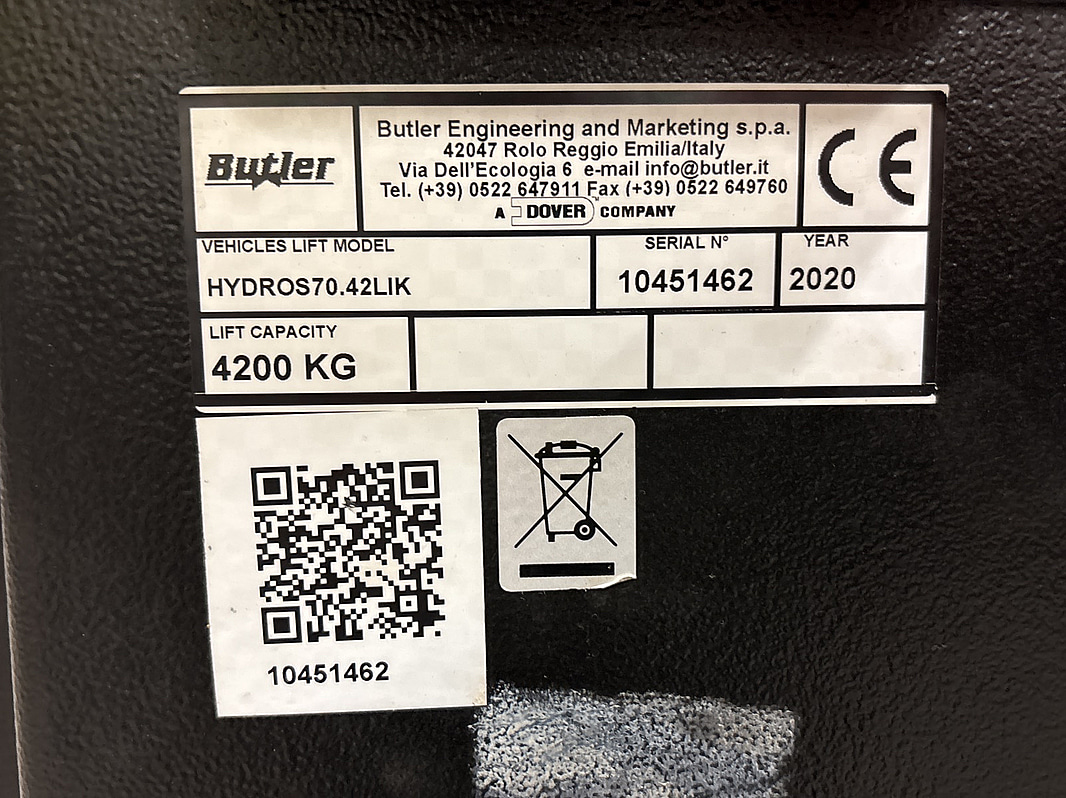 Butler
Butler Engineering and Marketing s.p.a.
42047 Rolo Reggio Emilia/Italy
Via Dell'Ecologia 6 e-mail info@butler.it
Tel. (+39) 0522 647911 Fax (+39) 0522 649760
A DOVER™ COMPANY
CE
VEHICLES LIFT MODEL
HYDROS70.42LIK
SERIAL N°
10451462
YEAR
2020
LIFT CAPACITY
4200 KG
10451462